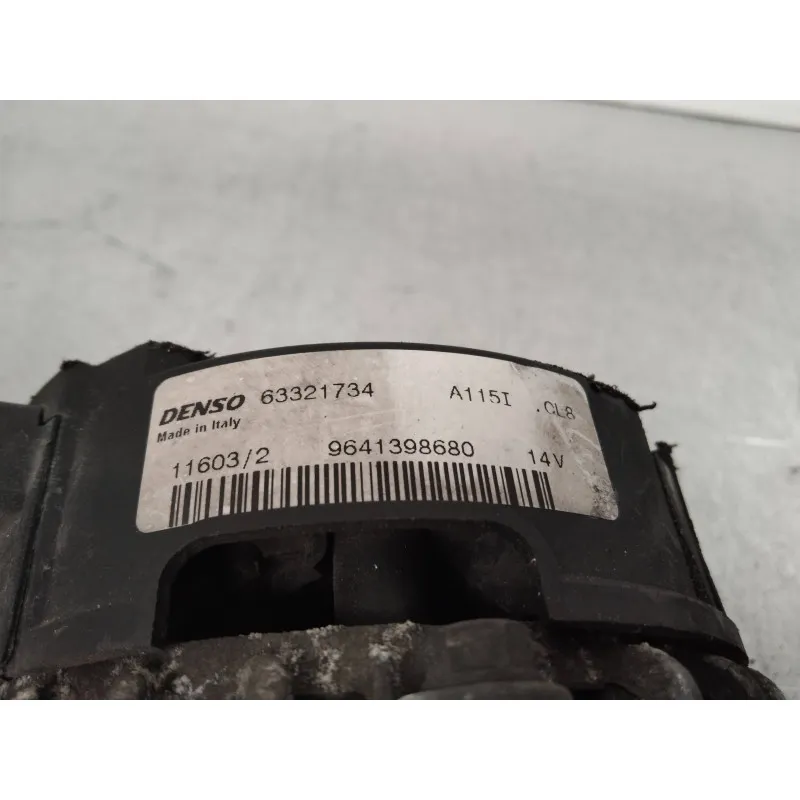 DENSO 63321734 A115I .CL8
Made in Italy
11603/2 9641398680 14V